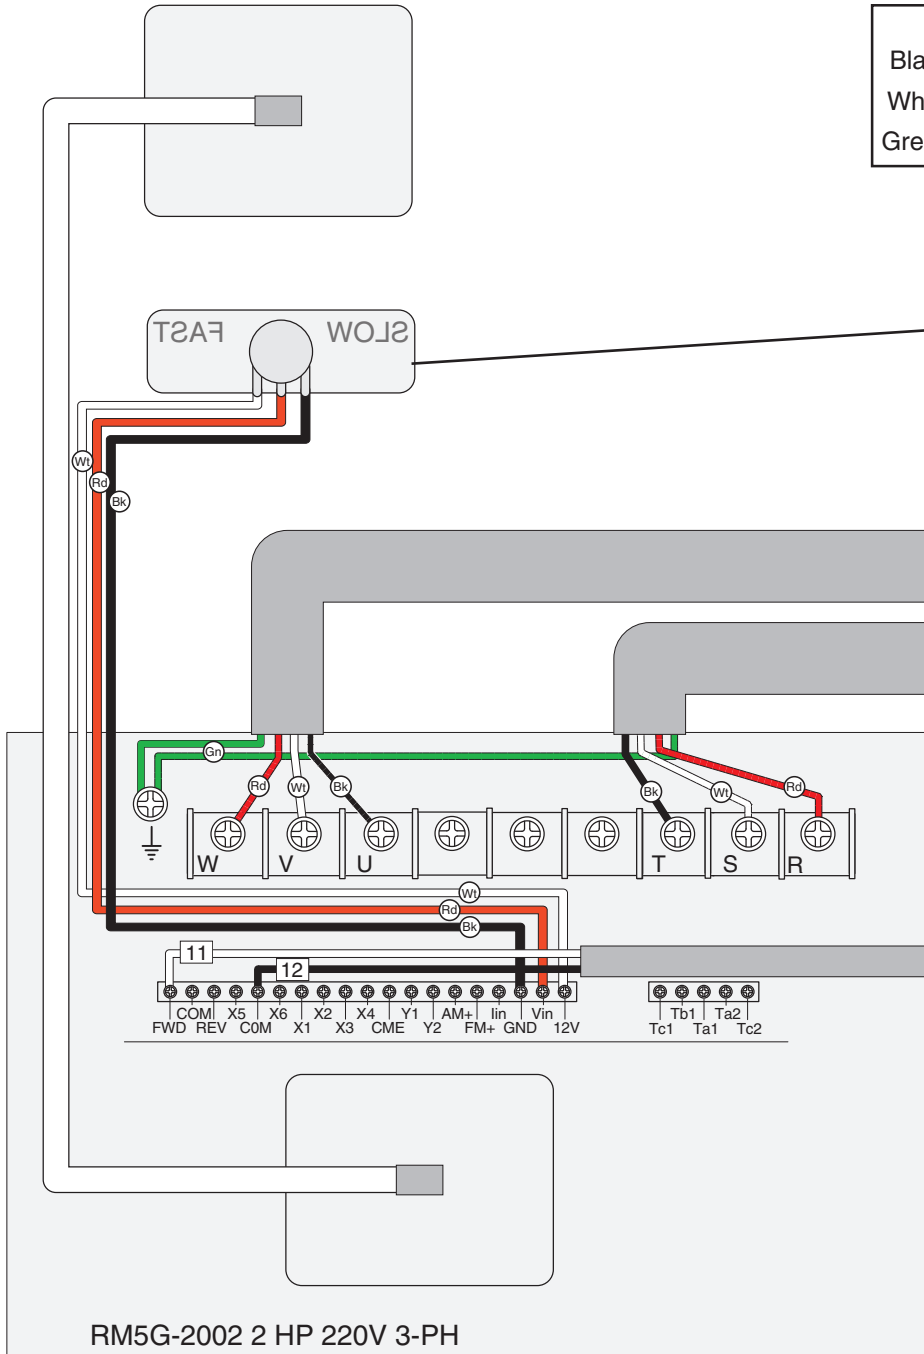 Bla
Wh
Gre
FAST SLOW
Wt
Rd
Bk
Gn
Rd Wt Bk Bk Wt Rd
W V U T S R
Wt
Rd
Bk
11
12
COM X5 X6 X2 X4 Y1 AM+ Iin Vin Tb1 Ta2
FWD REV C0M X1 X3 CME Y2 FM+ GND 12V Tc1 Ta1 Tc2
RM5G-2002 2 HP 220V 3-PH